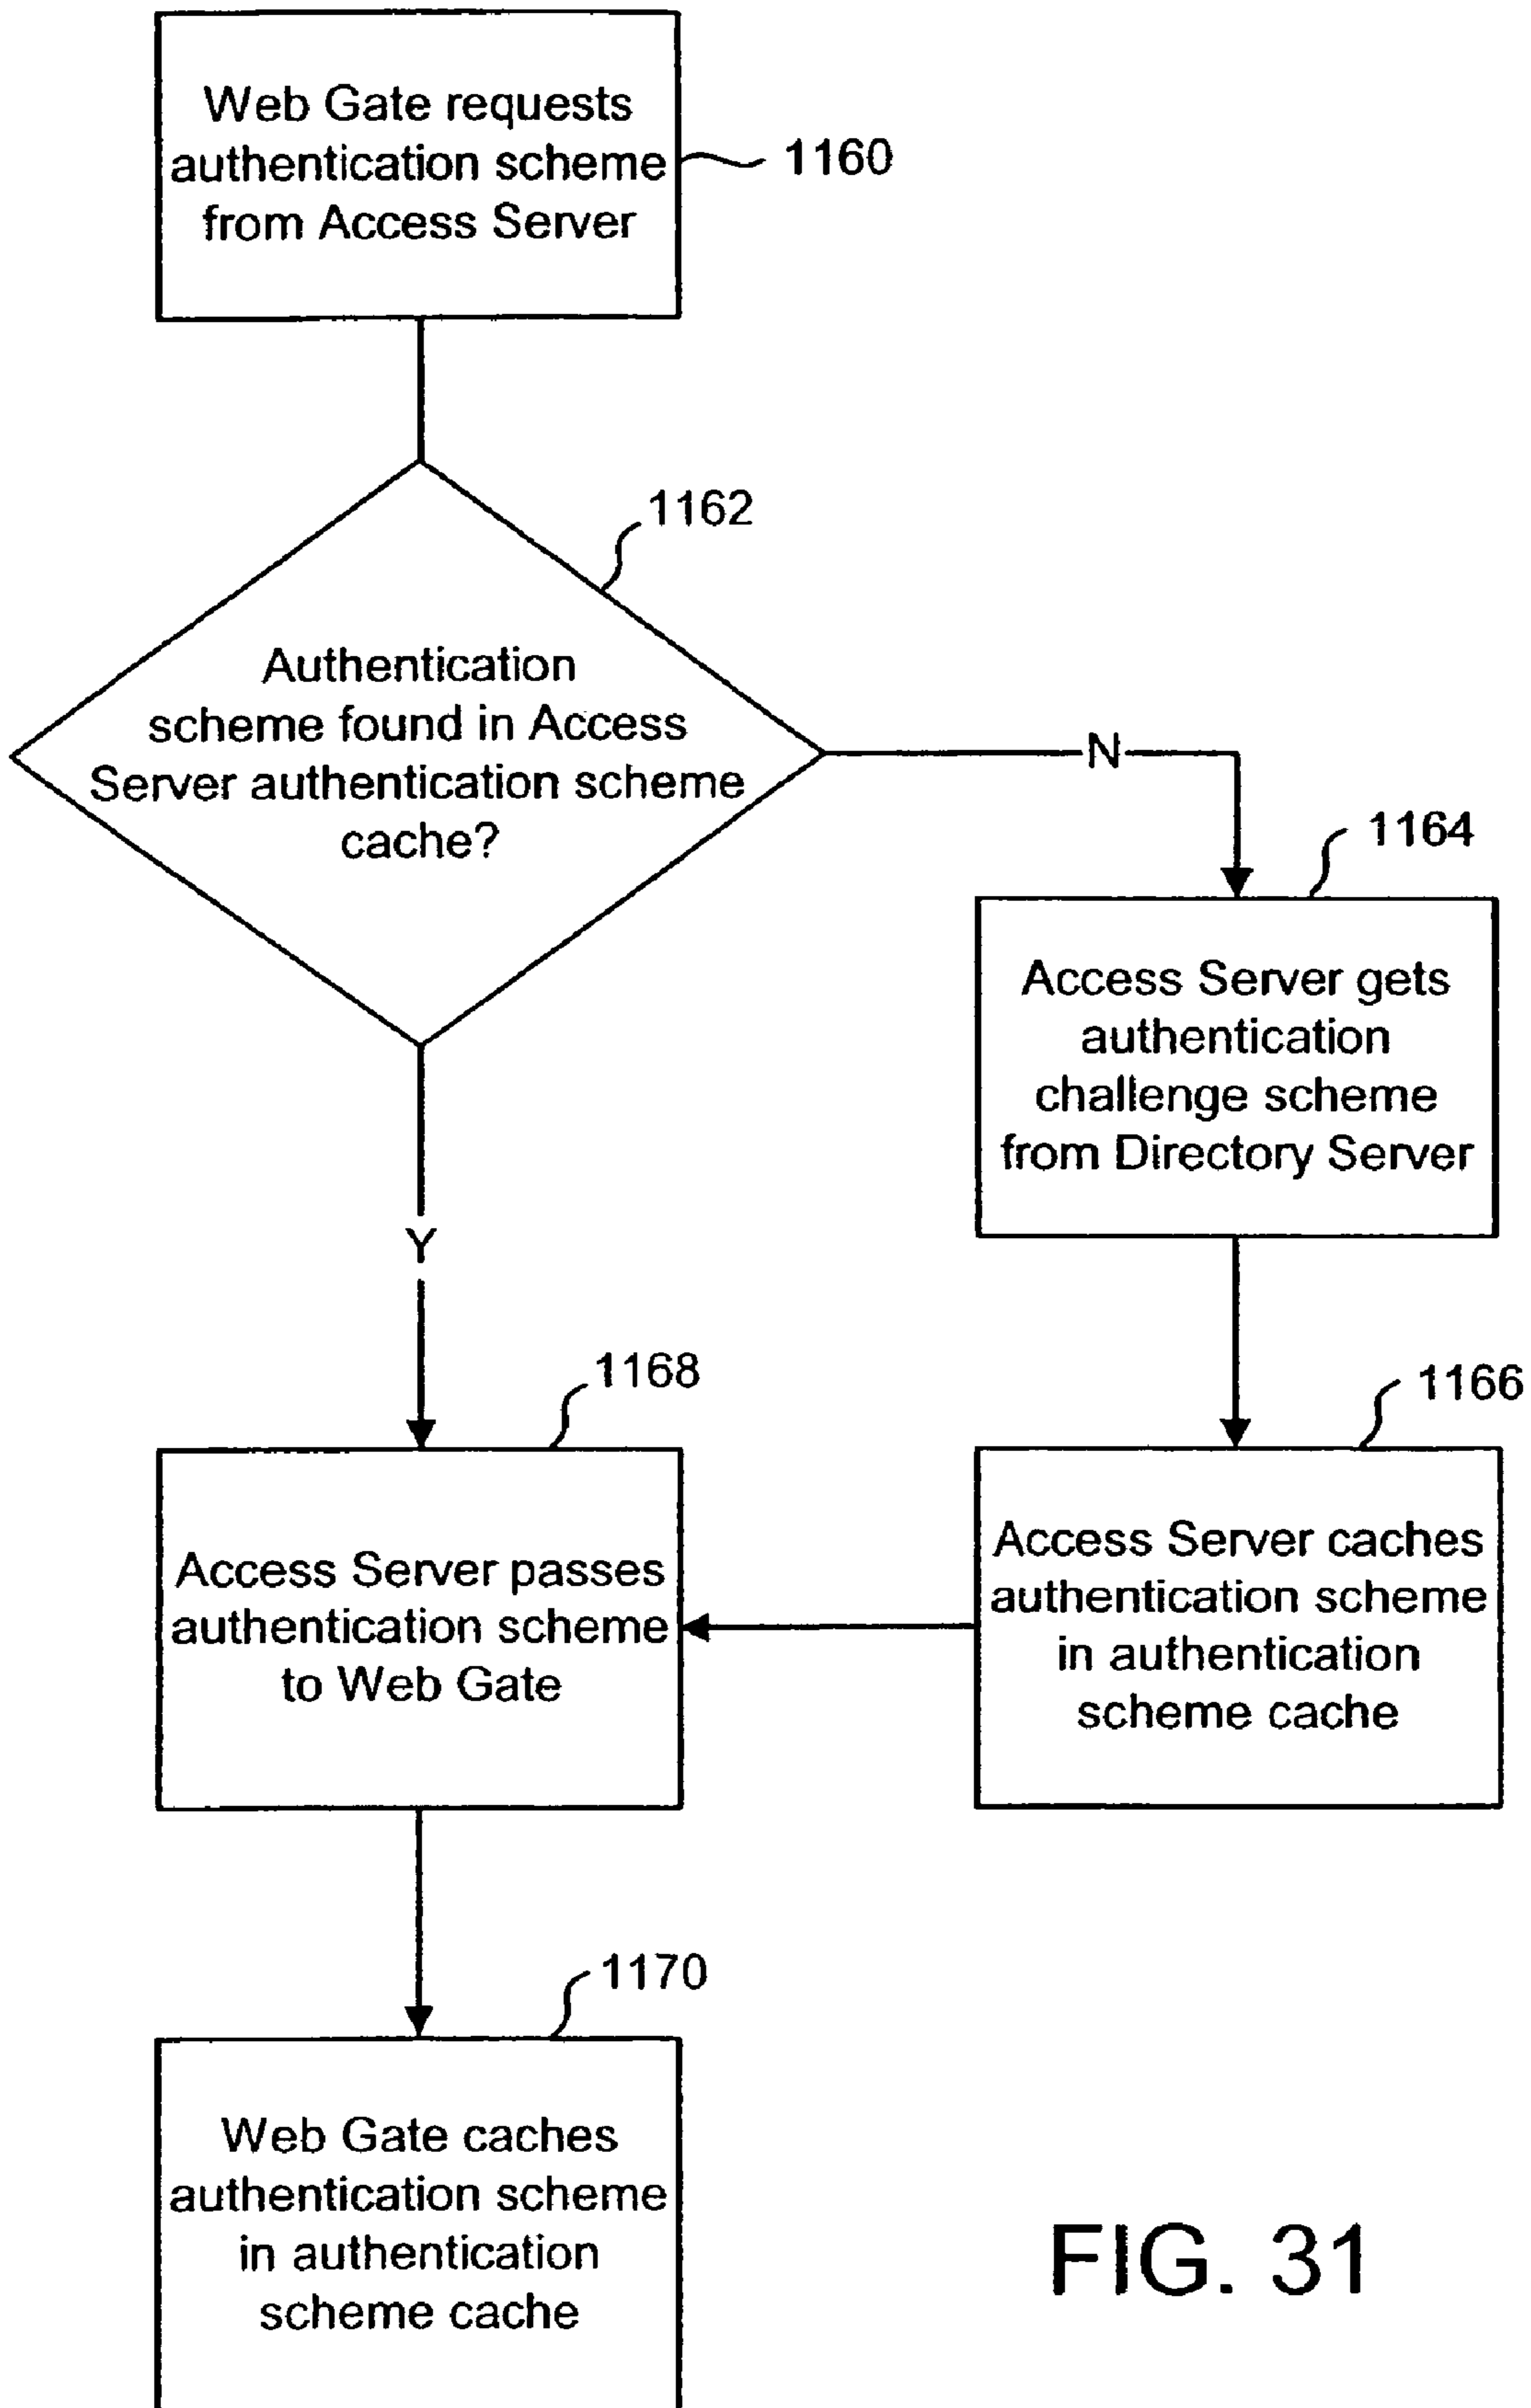 Web Gate requests
authentication scheme
from Access Server
1160
1162
Authentication
scheme found in Access
Server authentication scheme
cache?
N
1164
Access Server gets
authentication
challenge scheme
from Directory Server
Y
1168
Access Server passes
authentication scheme
to Web Gate
1166
Access Server caches
authentication scheme
in authentication
scheme cache
1170
Web Gate caches
authentication scheme
in authentication
scheme cache
FIG. 31